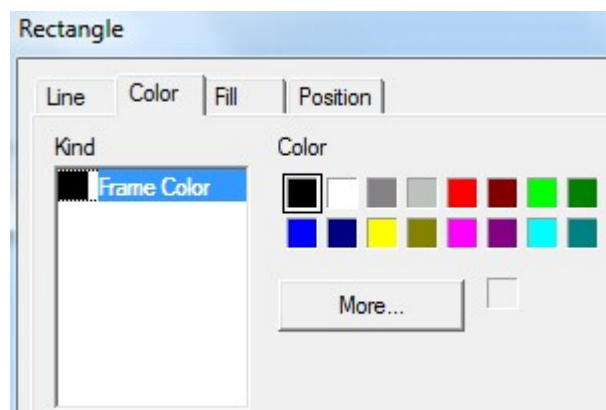 Rectangle
Line Color Fill Position
Kind Color
Frame Color
More...